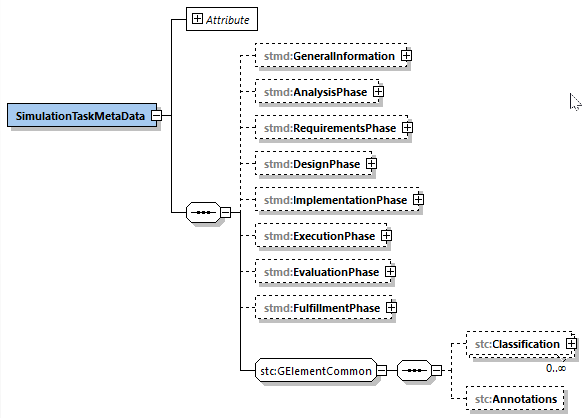 Attribute
stmd:GeneralInformation
stmd:AnalysisPhase
SimulationTaskMetaData
stmd:RequirementsPhase
stmd:DesignPhase
stmd:ImplementationPhase
stmd:ExecutionPhase
stmd:EvaluationPhase
stmd:FulfillmentPhase
stc:Classification
0..∞
stc:GElementCommon
stc:Annotations